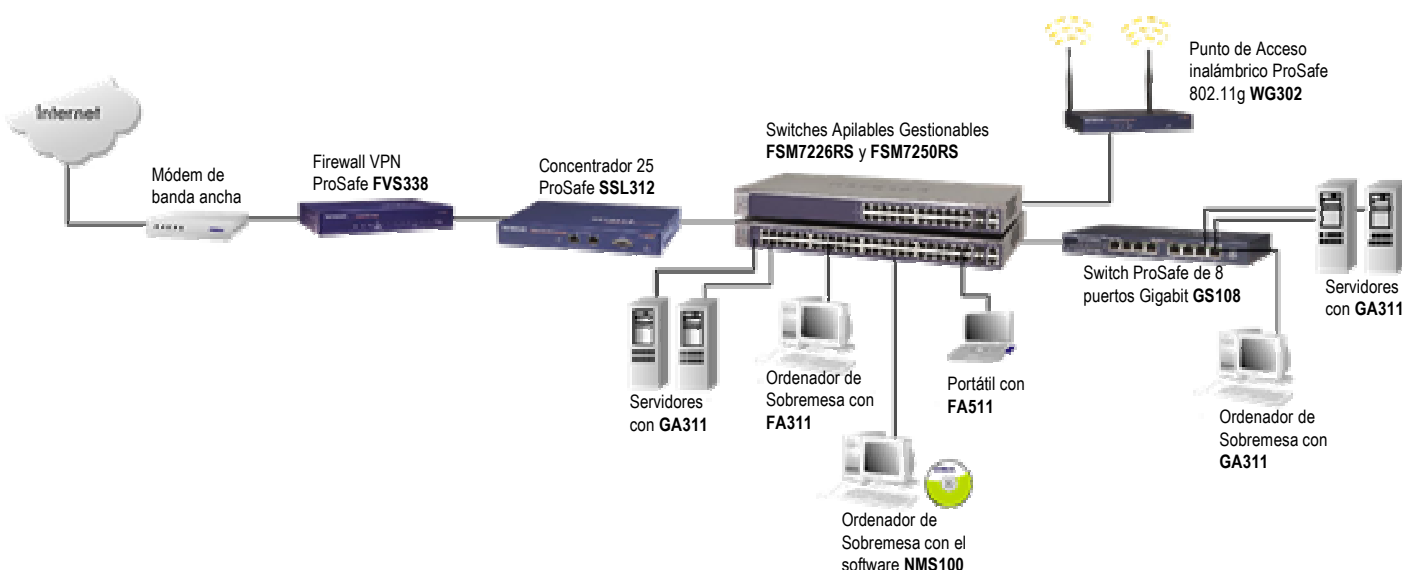 Internet
Módem de
banda ancha
Firewall VPN
ProSafe FVS338
Concentrador 25
ProSafe SSL312
Switches Apilables Gestionables
FSM7226RS y FSM7250RS
Punto de Acceso
inalámbrico ProSafe
802.11g WG302
Switch ProSafe de 8
puertos Gigabit GS108
Servidores
con GA311
Servidores
con GA311
Ordenador de
Sobremesa con
FA311
Portátil con
FA511
Ordenador de
Sobremesa con
GA311
Ordenador de
Sobremesa con el
software NMS100